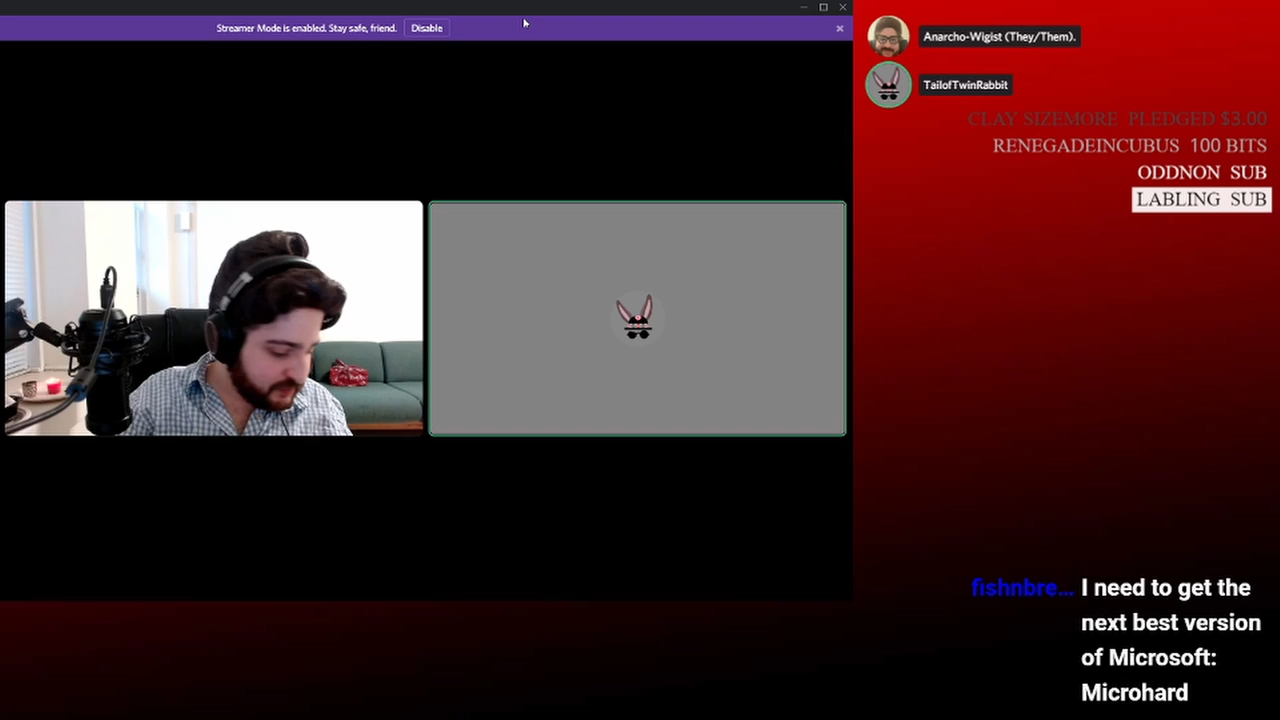 Streamer Mode is enabled. Stay safe, friend. Disable
Anarcho-Wigist (They/Them).
TailofTwinRabbit
CLAY SIZEMORE PLEDGED $3.00
RENEGADEINCUBUS 100 BITS
ODDNON SUB
LABLING SUB
fishnbre... I need to get the
next best version
of Microsoft:
Microhard